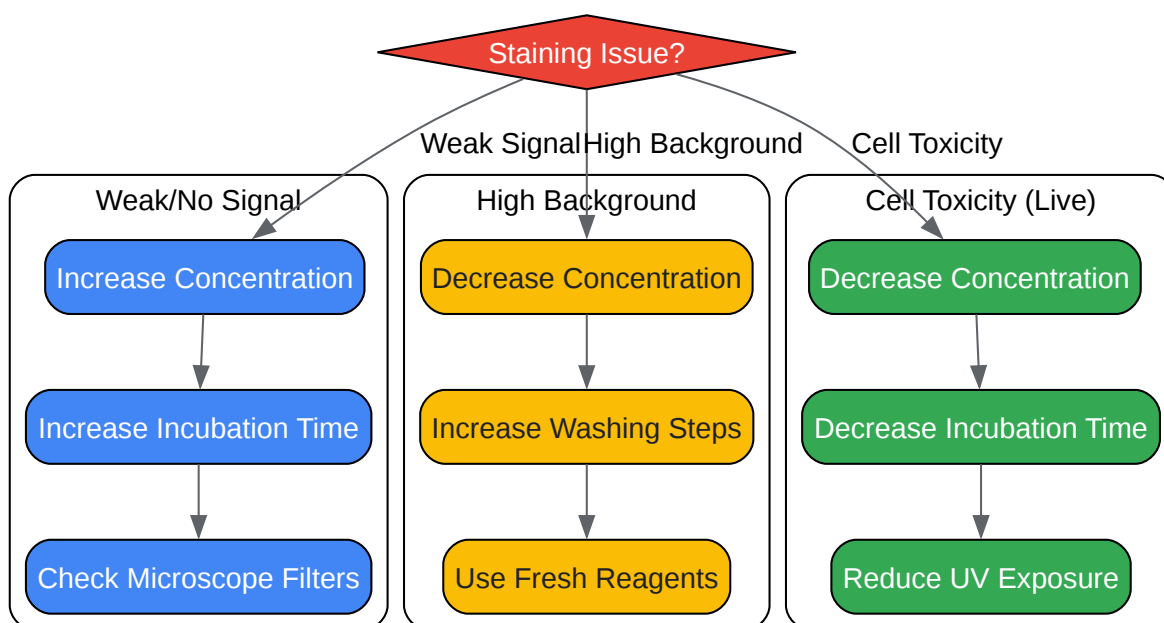 Staining Issue?
Weak Signal
High Background
Cell Toxicity
Weak/No Signal
Increase Concentration
Increase Incubation Time
Check Microscope Filters
High Background
Decrease Concentration
Increase Washing Steps
Use Fresh Reagents
Cell Toxicity (Live)
Decrease Concentration
Decrease Incubation Time
Reduce UV Exposure